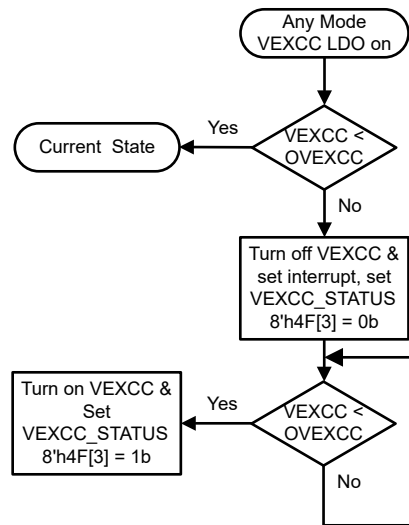 Any Mode
VEXCC LDO on
Yes
VEXCC <
OVEXCC
Current State
No
Turn off VEXCC &
set interrupt, set
VEXCC_STATUS
8'h4F[3] = 0b
Turn on VEXCC &
Set
VEXCC_STATUS
8'h4F[3] = 1b
Yes
VEXCC <
OVEXCC
No